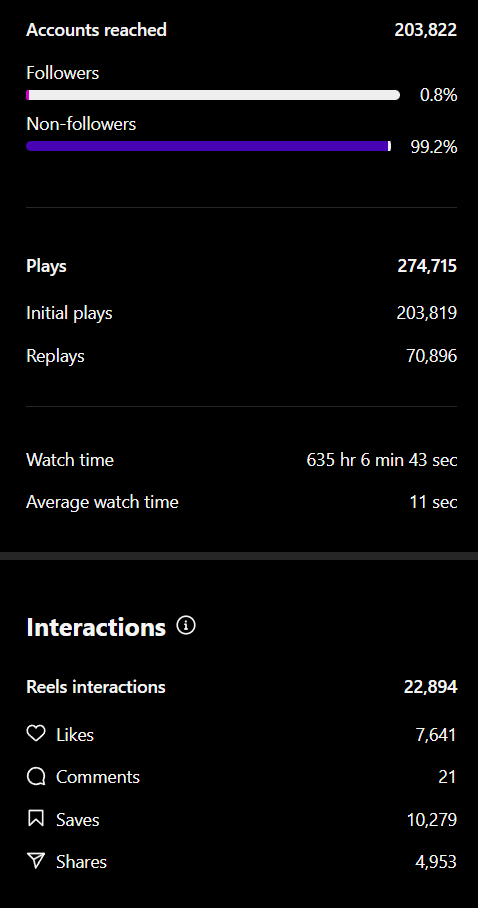 Accounts reached 203,822
Followers
0.8%
Non-followers
99.2%
Plays 274,715
Initial plays 203,819
Replays 70,896
Watch time 635 hr 6 min 43 sec
Average watch time 11 sec
Interactions
Reels interactions 22,894
Likes 7,641
Comments 21
Saves 10,279
Shares 4,953